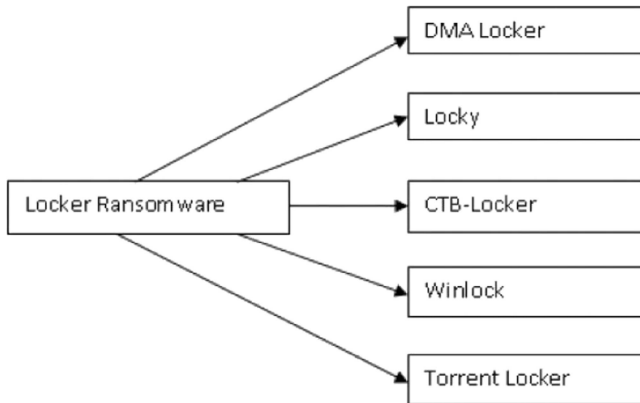 DMA Locker
Locky
Locker Ransomware
CTB-Locker
Winlock
Torrent Locker